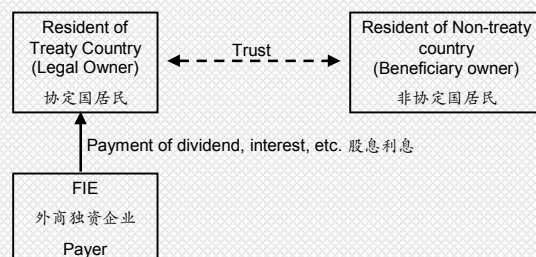 Resident of
Treaty Country
(Legal Owner)
协定国居民
Trust
Resident of Non-treaty
country
(Beneficiary owner)
非协定国居民
Payment of dividend, interest, etc. 股息利息
FIE
外商独资企业
Payer